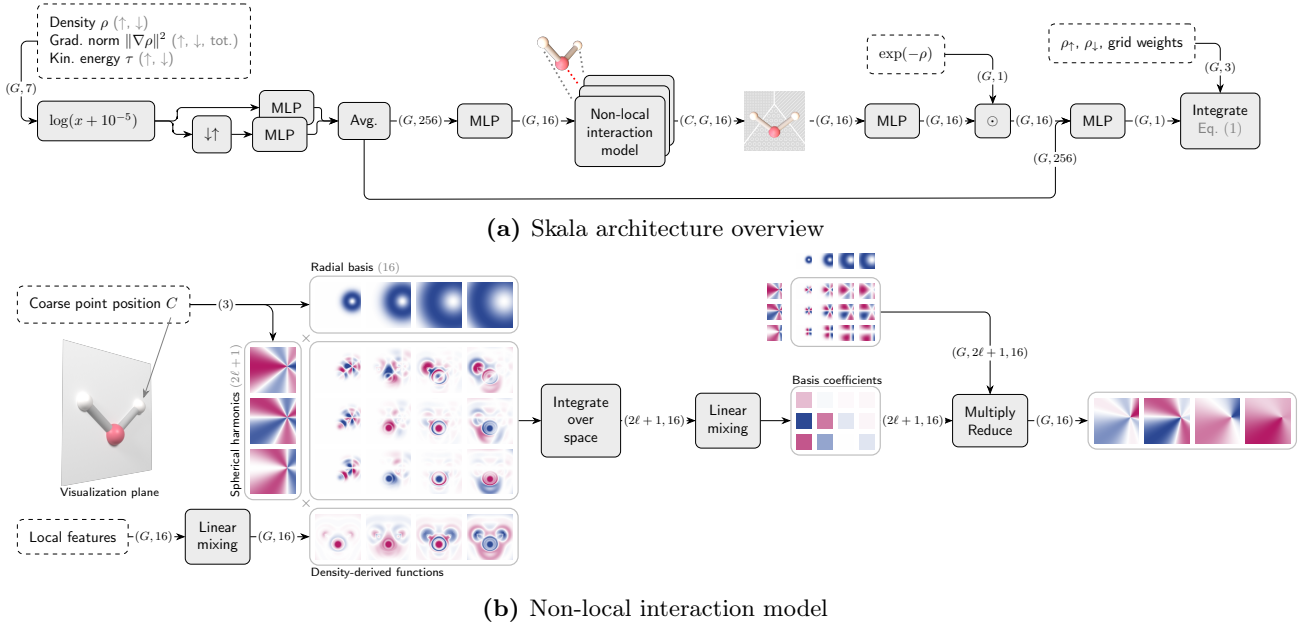 Density ρ (↑, ↓)
Grad. norm ‖∇ρ‖² (↑, ↓, tot.)
Kin. energy τ (↑, ↓)
(G, 7)
log(x + 10⁻⁵)
↓↑
MLP
MLP
Avg.
(G, 256)
MLP
(G, 16)
Non-local
interaction
model
(C, G, 16)
(G, 16)
MLP
(G, 16)
exp(−ρ)
(G, 1)
⊙
(G, 16)
(G, 256)
MLP
(G, 1)
ρ↑, ρ↓, grid weights
(G, 3)
Integrate
Eq. (1)
(a) Skala architecture overview
Coarse point position C
(3)
Radial basis (16)
×
Spherical harmonics (2ℓ + 1)
×
Visualization plane
Local features
(G, 16)
Linear
mixing
(G, 16)
Density-derived functions
Integrate
over
space
(2ℓ + 1, 16)
Linear
mixing
Basis coefficients
(2ℓ + 1, 16)
(G, 2ℓ + 1, 16)
Multiply
Reduce
(G, 16)
(b) Non-local interaction model